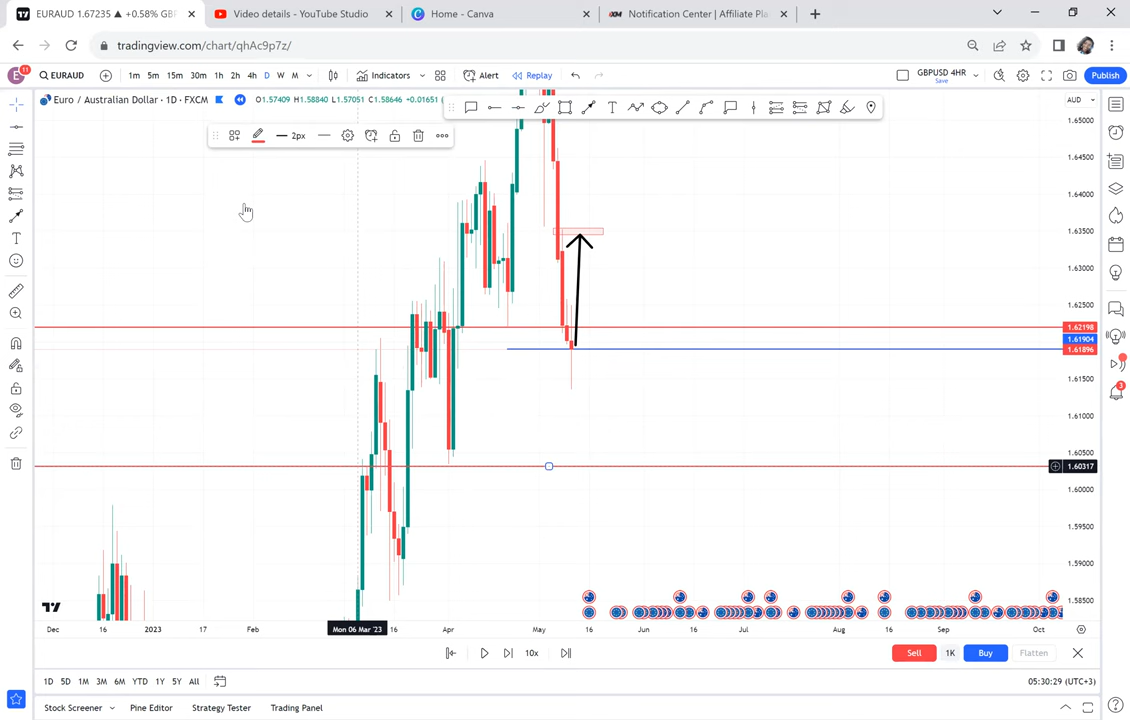 EURAUD 1.67235 ▲ +0.58% GBP
Video details - YouTube Studio
Home - Canva
Notification Center | Affiliate Pla
tradingview.com/chart/qhAc9p7z/
E 11
EURAUD
1m 5m 15m 30m 1h 2h 4h D W M
Indicators
Alert
Replay
GBPUSD 4HR
Save
Publish
Euro / Australian Dollar · 1D · FXCM
O1.57409 H1.58840 L1.57051 C1.58646 +0.01651
AUD
2px
1.65000
1.64500
1.64000
1.63500
1.63000
1.62500
1.62198
1.61904
1.61896
1.61500
1.61000
1.60500
1.60317
1.60000
1.59500
1.59000
1.58500
3
Dec 16 2023 17 Feb Mon 06 Mar '23 16 Apr 16 May 16 Jun 16 Jul 16 Aug 16 Sep 16 Oct
10x
Sell 1K Buy Flatten
1D 5D 1M 3M 6M YTD 1Y 5Y All
05:30:29 (UTC+3)
Stock Screener Pine Editor Strategy Tester Trading Panel